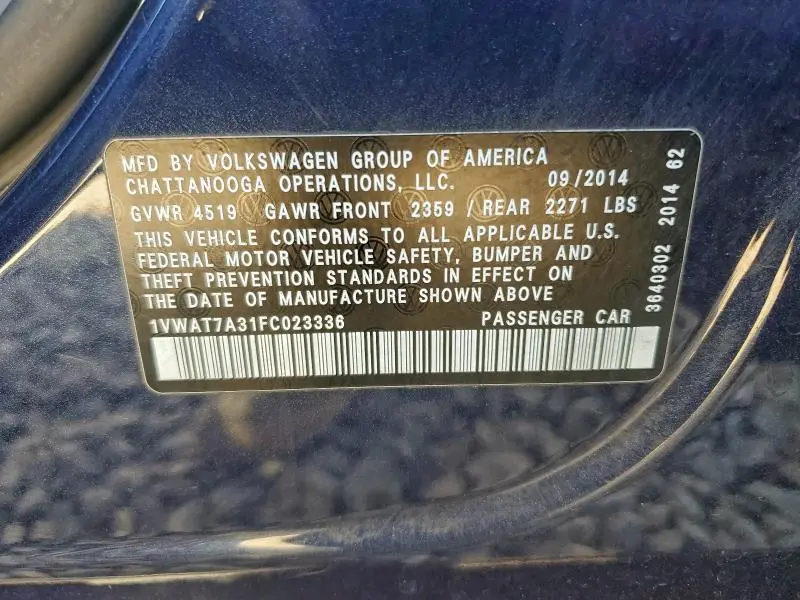 MFD BY VOLKSWAGEN GROUP OF AMERICA
CHATTANOOGA OPERATIONS, LLC. 09/2014
GVWR 4519 GAWR FRONT 2359 / REAR 2271 LBS
THIS VEHICLE CONFORMS TO ALL APPLICABLE U.S.
FEDERAL MOTOR VEHICLE SAFETY, BUMPER AND
THEFT PREVENTION STANDARDS IN EFFECT ON
THE DATE OF MANUFACTURE SHOWN ABOVE
1VWAT7A31FC023336 PASSENGER CAR
3640302 2014 62